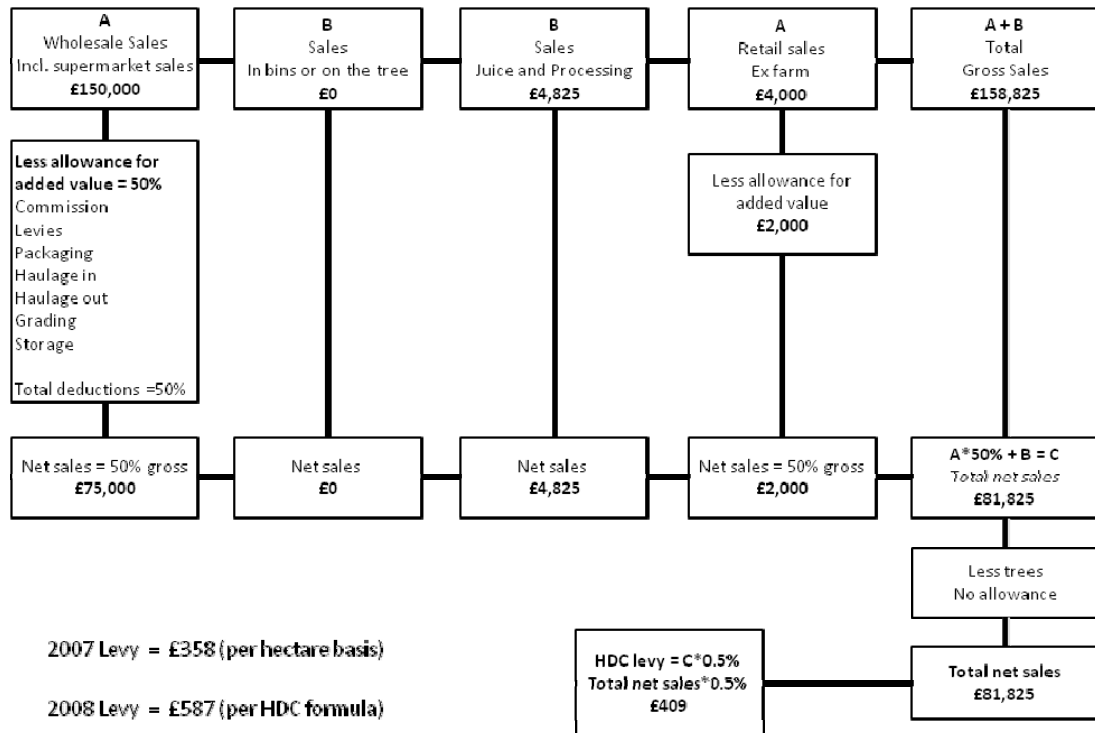 A
Wholesale Sales
Incl. supermarket sales
£150,000
B
Sales
In bins or on the tree
£0
B
Sales
Juice and Processing
£4,825
A
Retail sales
Ex farm
£4,000
A + B
Total
Gross Sales
£158,825
Less allowance for
added value = 50%
Commission
Levies
Packaging
Haulage in
Haulage out
Grading
Storage
Total deductions =50%
Less allowance for
added value
£2,000
Net sales = 50% gross
£75,000
Net sales
£0
Net sales
£4,825
Net sales = 50% gross
£2,000
A*50% + B = C
Total net sales
£81,825
Less trees
No allowance
2007 Levy = £358 (per hectare basis)
2008 Levy = £587 (per HDC formula)
HDC levy = C*0.5%
Total net sales*0.5%
£409
Total net sales
£81,825